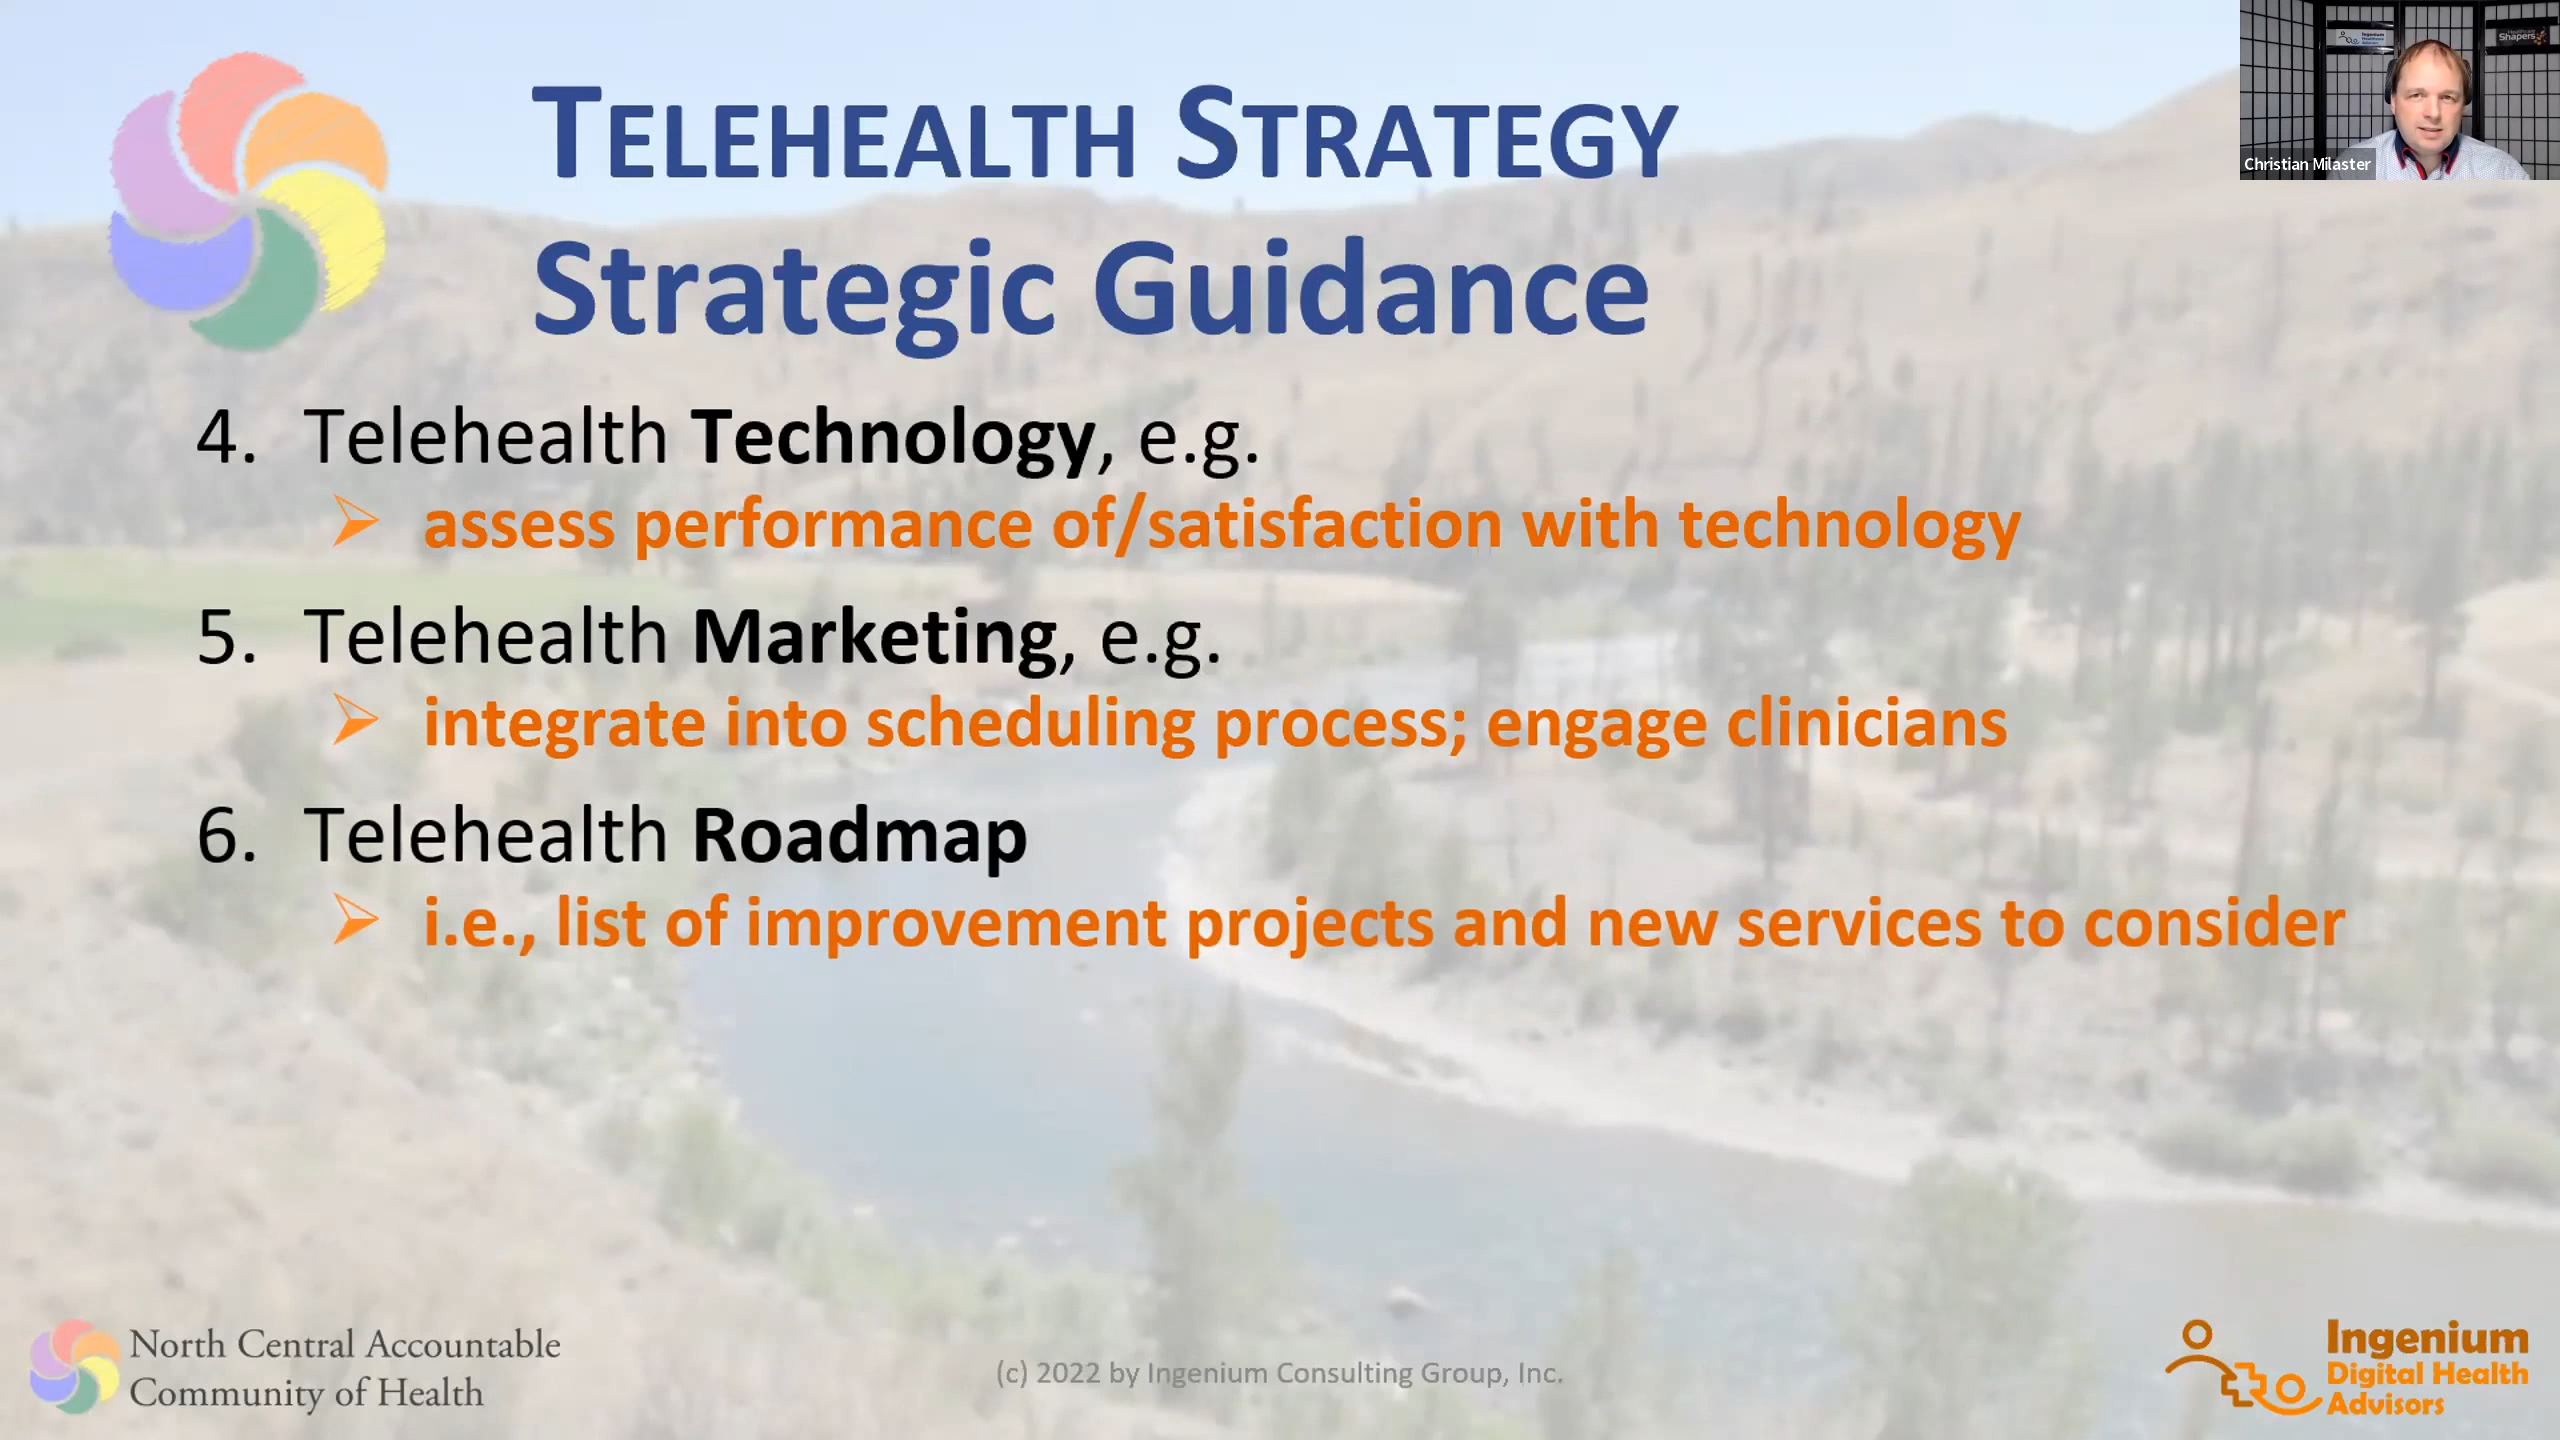 TELEHEALTH STRATEGY
Strategic Guidance
Ingenium
Shapers
Christian Milaster
4. Telehealth Technology, e.g.
assess performance of/satisfaction with technology
5. Telehealth Marketing, e.g.
integrate into scheduling process; engage clinicians
6. Telehealth Roadmap
i.e., list of improvement projects and new services to consider
North Central Accountable
Community of Health
(c) 2022 by Ingenium Consulting Group, Inc.
Ingenium
Digital Health
Advisors